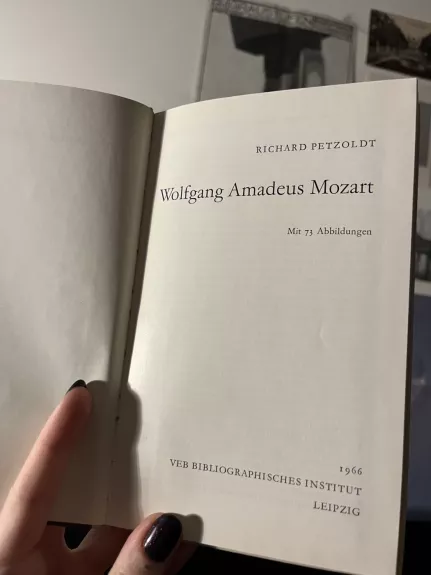 RICHARD PETZOLDT
Wolfgang Amadeus Mozart
Mit 73 Abbildungen
1966
VEB BIBLIOGRAPHISCHES INSTITUT
LEIPZIG